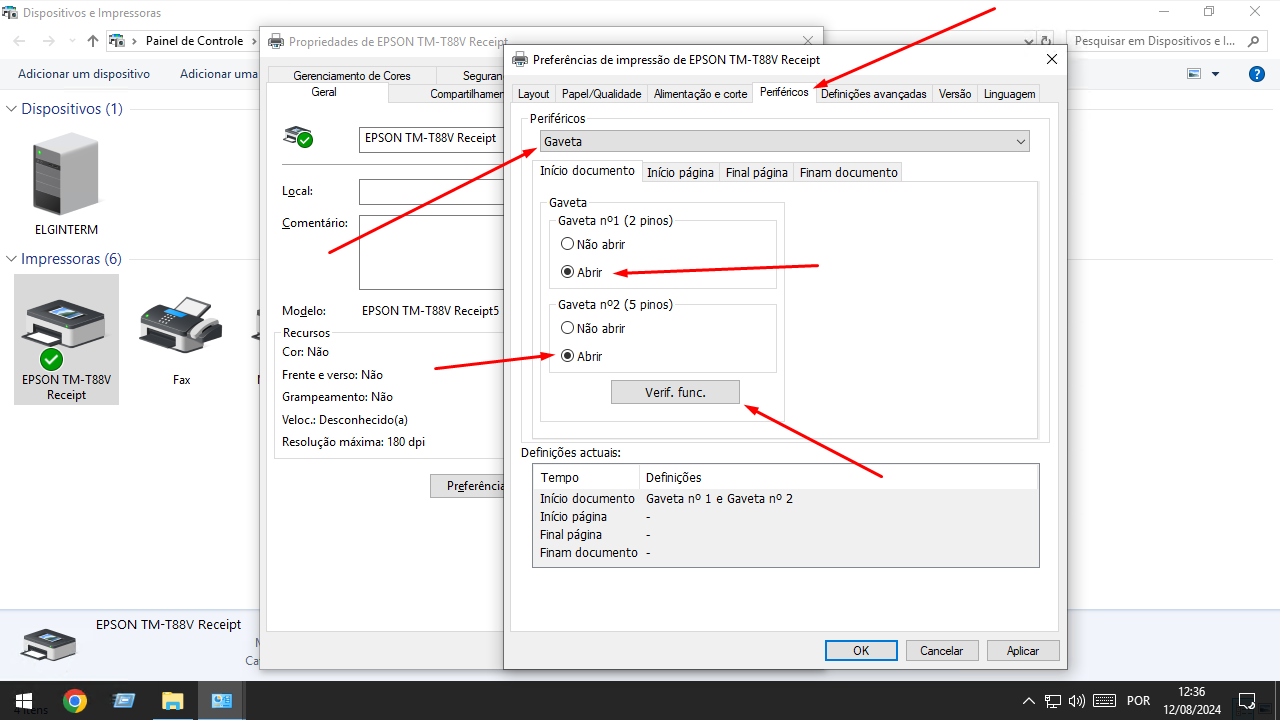 Dispositivos e Impressoras
Painel de Controle
Pesquisar em Dispositivos e I...
Adicionar um dispositivo
Adicionar uma
?
Dispositivos (1)
ELGINTERM
Impressoras (6)
EPSON TM-T88V
Receipt
Fax
EPSON TM-T88V Receipt
Propriedades de EPSON TM-T88V Receipt
Gerenciamento de Cores
Seguran
Geral
Compartilhamen
EPSON TM-T88V Receipt
Local:
Comentário:
Modelo:
EPSON TM-T88V Receipt5
Recursos
Cor: Não
Frente e verso: Não
Grampeamento: Não
Veloc.: Desconhecido(a)
Resolução máxima: 180 dpi
Preferência
Preferências de impressão de EPSON TM-T88V Receipt
Layout
Papel/Qualidade
Alimentação e corte
Periféricos
Definições avançadas
Versão
Linguagem
Periféricos
Gaveta
Início documento
Início página
Final página
Finam documento
Gaveta
Gaveta nº1 (2 pinos)
Não abrir
Abrir
Gaveta nº2 (5 pinos)
Não abrir
Abrir
Verif. func.
Definições actuais:
Tempo Definições
Início documento Gaveta nº 1 e Gaveta nº 2
Início página -
Final página -
Finam documento -
OK
Cancelar
Aplicar
POR
12:36
12/08/2024